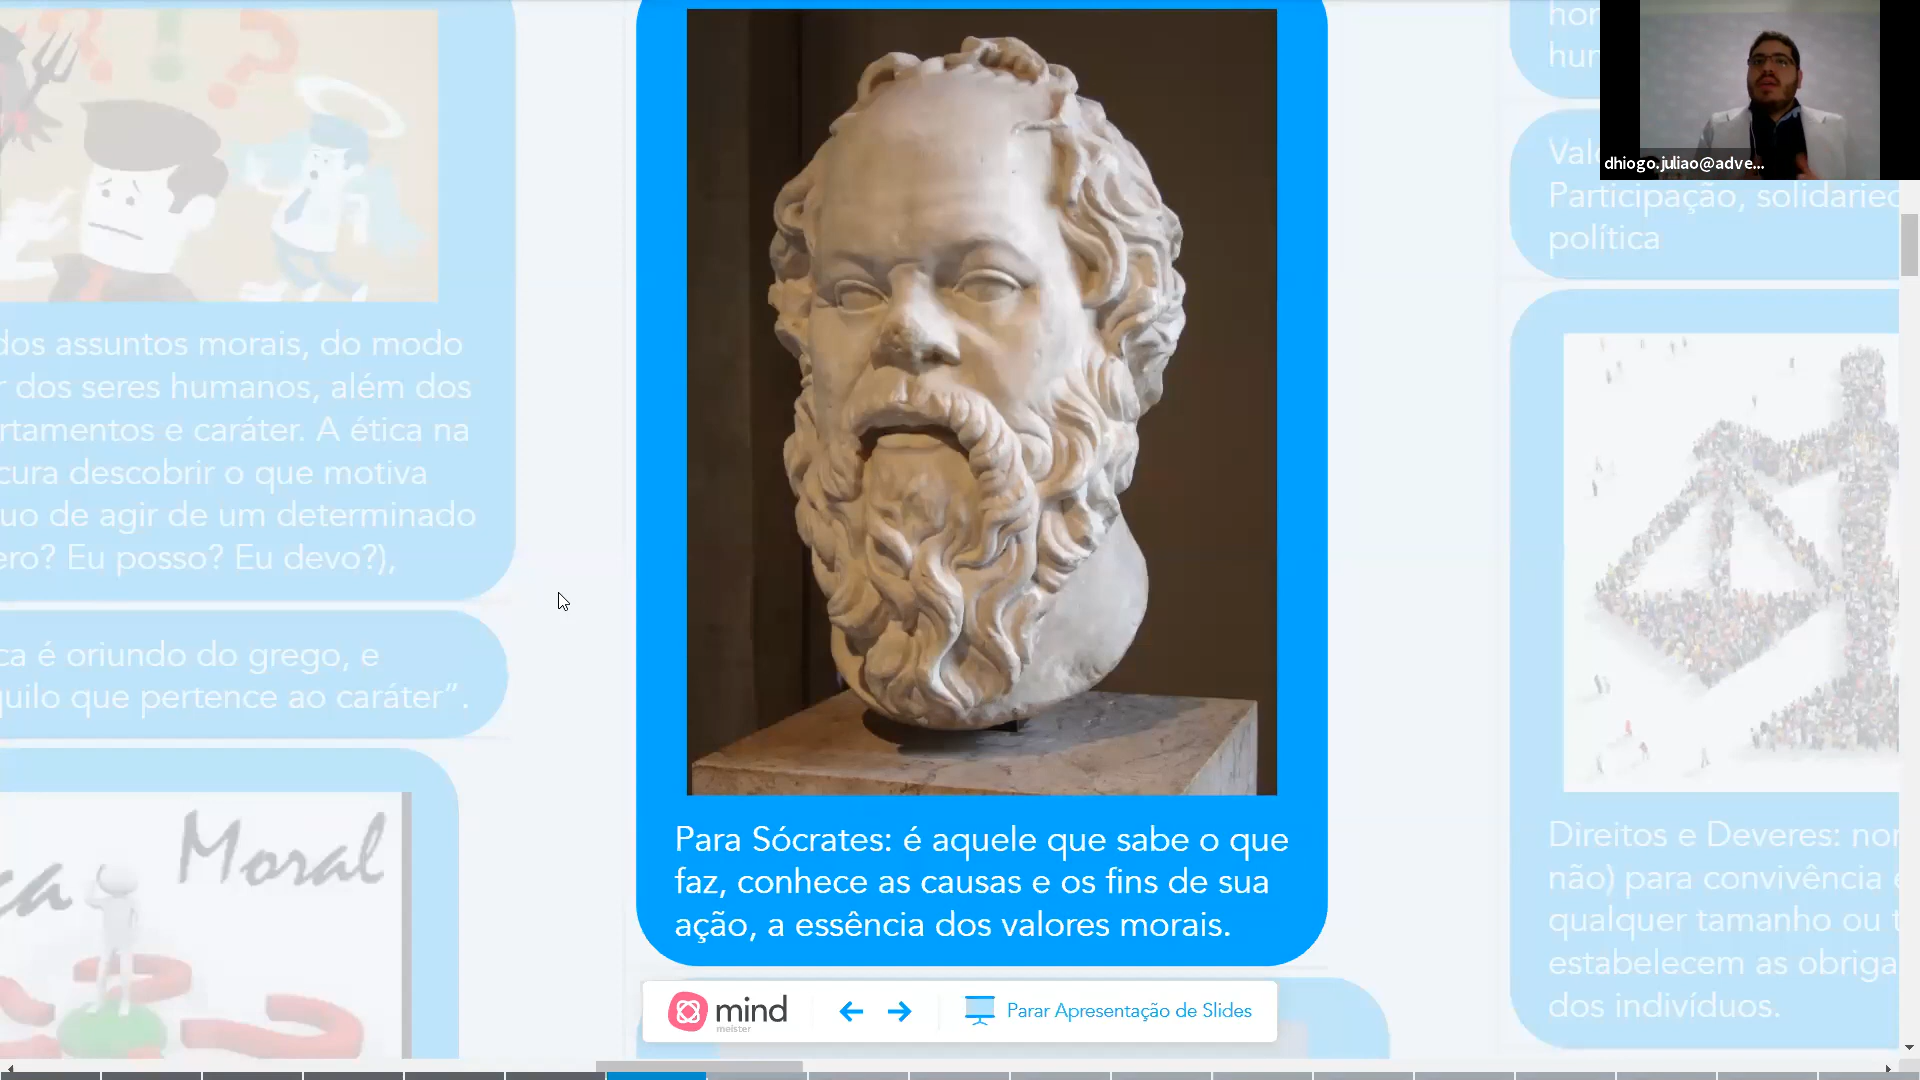 dos assuntos morais, do modo
dos seres humanos, além dos
rtamentos e caráter. A ética na
cura descobrir o que motiva
uo de agir de um determinado
ero? Eu posso? Eu devo?),
ca é oriundo do grego, e
quilo que pertence ao caráter”.
Moral
Para Sócrates: é aquele que sabe o que
faz, conhece as causas e os fins de sua
ação, a essência dos valores morais.
mind
meister
Parar Apresentação de Slides
dhiogo.juliao@adve...
Participação, solidaried
política
Direitos e Deveres: nor
não) para convivência e
qualquer tamanho ou t
estabelecem as obriga
dos indivíduos.